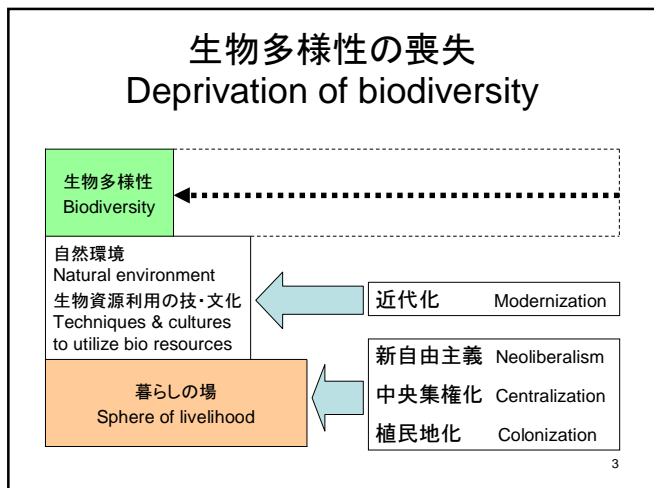 生物多様性の喪失
Deprivation of biodiversity
生物多様性
Biodiversity
自然環境
Natural environment
生物資源利用の技・文化
Techniques & cultures
to utilize bio resources
近代化 Modernization
暮らしの場
Sphere of livelihood
新自由主義 Neoliberalism
中央集権化 Centralization
植民地化 Colonization
3